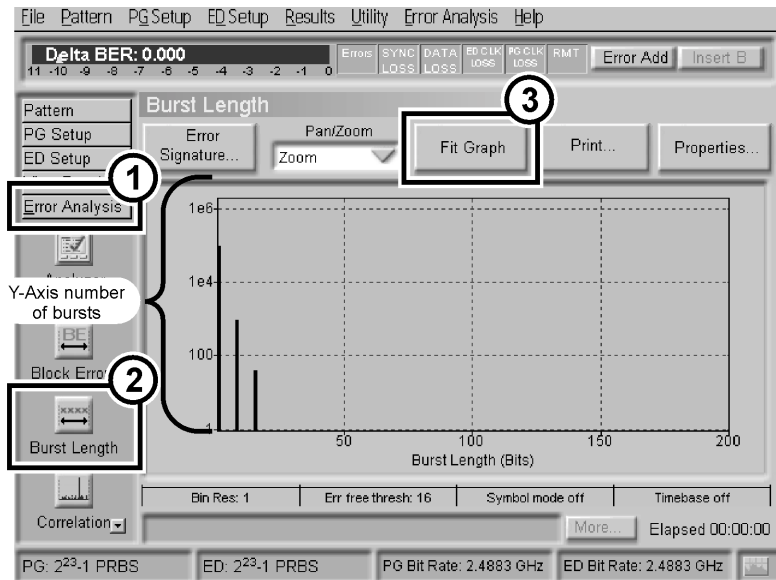 File Pattern PG Setup ED Setup Results Utility Error Analysis Help
Delta BER: 0.000
11 -10 -9 -8 -7 -6 -5 -4 -3 -2 -1 0
Errors SYNC LOSS DATA LOSS ED CLK LOSS PG CLK LOSS RMT
Error Add Insert B
Pattern
PG Setup
ED Setup
Error Analysis
1
Y-Axis number
of bursts
Block Erro
2
xxxx
Burst Length
Correlation
Burst Length
3
Error
Signature...
Pan/Zoom
Zoom
Fit Graph
Print...
Properties...
1e6
1e4
100
1
50 100 150 200
Burst Length (Bits)
Bin Res: 1 Err free thresh: 16 Symbol mode off Timebase off
More... Elapsed 00:00:00
PG: 2²³-1 PRBS ED: 2²³-1 PRBS PG Bit Rate: 2.4883 GHz ED Bit Rate: 2.4883 GHz